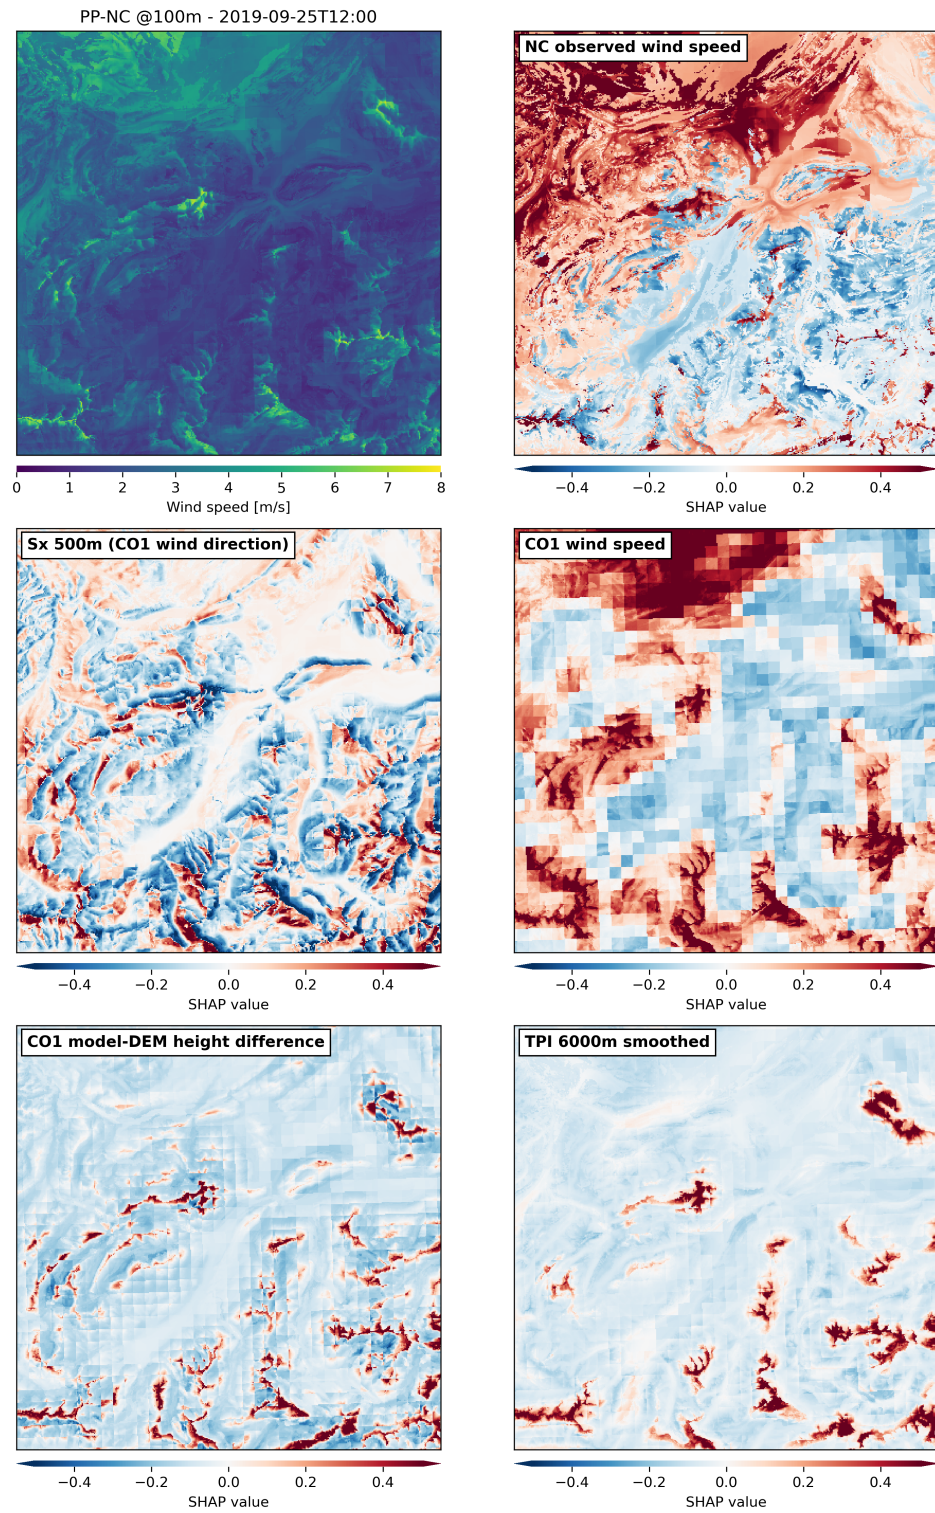 PP-NC @100m - 2019-09-25T12:00
NC observed wind speed
0 1 2 3 4 5 6 7 8
Wind speed [m/s]
−0.4 −0.2 0.0 0.2 0.4
SHAP value
Sx 500m (CO1 wind direction)
CO1 wind speed
−0.4 −0.2 0.0 0.2 0.4
SHAP value
−0.4 −0.2 0.0 0.2 0.4
SHAP value
CO1 model-DEM height difference
TPI 6000m smoothed
−0.4 −0.2 0.0 0.2 0.4
SHAP value
−0.4 −0.2 0.0 0.2 0.4
SHAP value